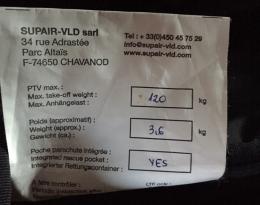 SUPAIR-VLD sarl
34 rue Adrastée
Parc Altaïs
F-74650 CHAVANOD
Tel : + 33(0)450 45 75 29
info@supair-vld.com
www.supair-vld.com
PTV max. :
Max. take-off weight :
Max. Anhängelast :
120
kg
Poids (approximatif) :
Weight (approx.) :
Gewicht (ca.) :
3.6
kg
Poche parachute intégrée :
Integrated rescue pocket :
Integrierter Rettungscontainer :
YES
A faire contrôler :